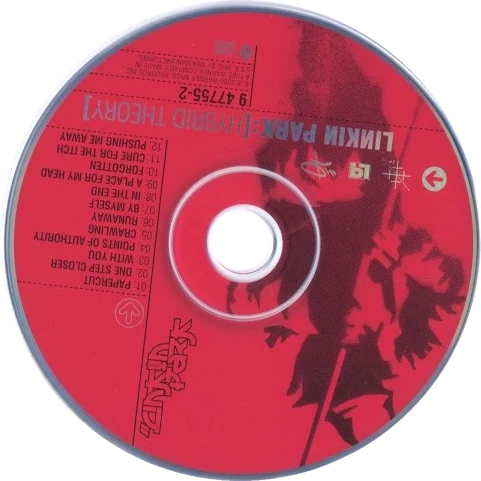 LINKIN PARK:[HYBRID THEORY]
9 47755-2
01: PAPERCUT
02: ONE STEP CLOSER
03: WITH YOU
04: POINTS OF AUTHORITY
05: CRAWLING
06: RUNAWAY
07: BY MYSELF
08: IN THE END
09: A PLACE FOR MY HEAD
10: FORGOTTEN
11: CURE FOR THE ITCH
12: PUSHING ME AWAY